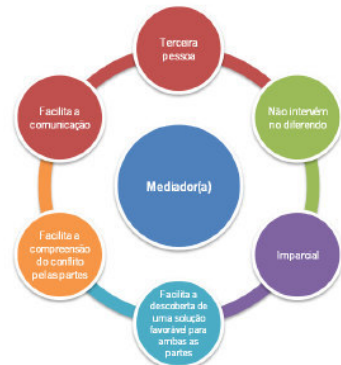 Terceira
pessoa
Facilita a
comunicação
Não intervém
no diferendo
Mediador(a)
Facilita a
compreensão
do conflito
pelas partes
Imparcial
Facilita a
descoberta de
uma solução
favorável para
ambas as
partes